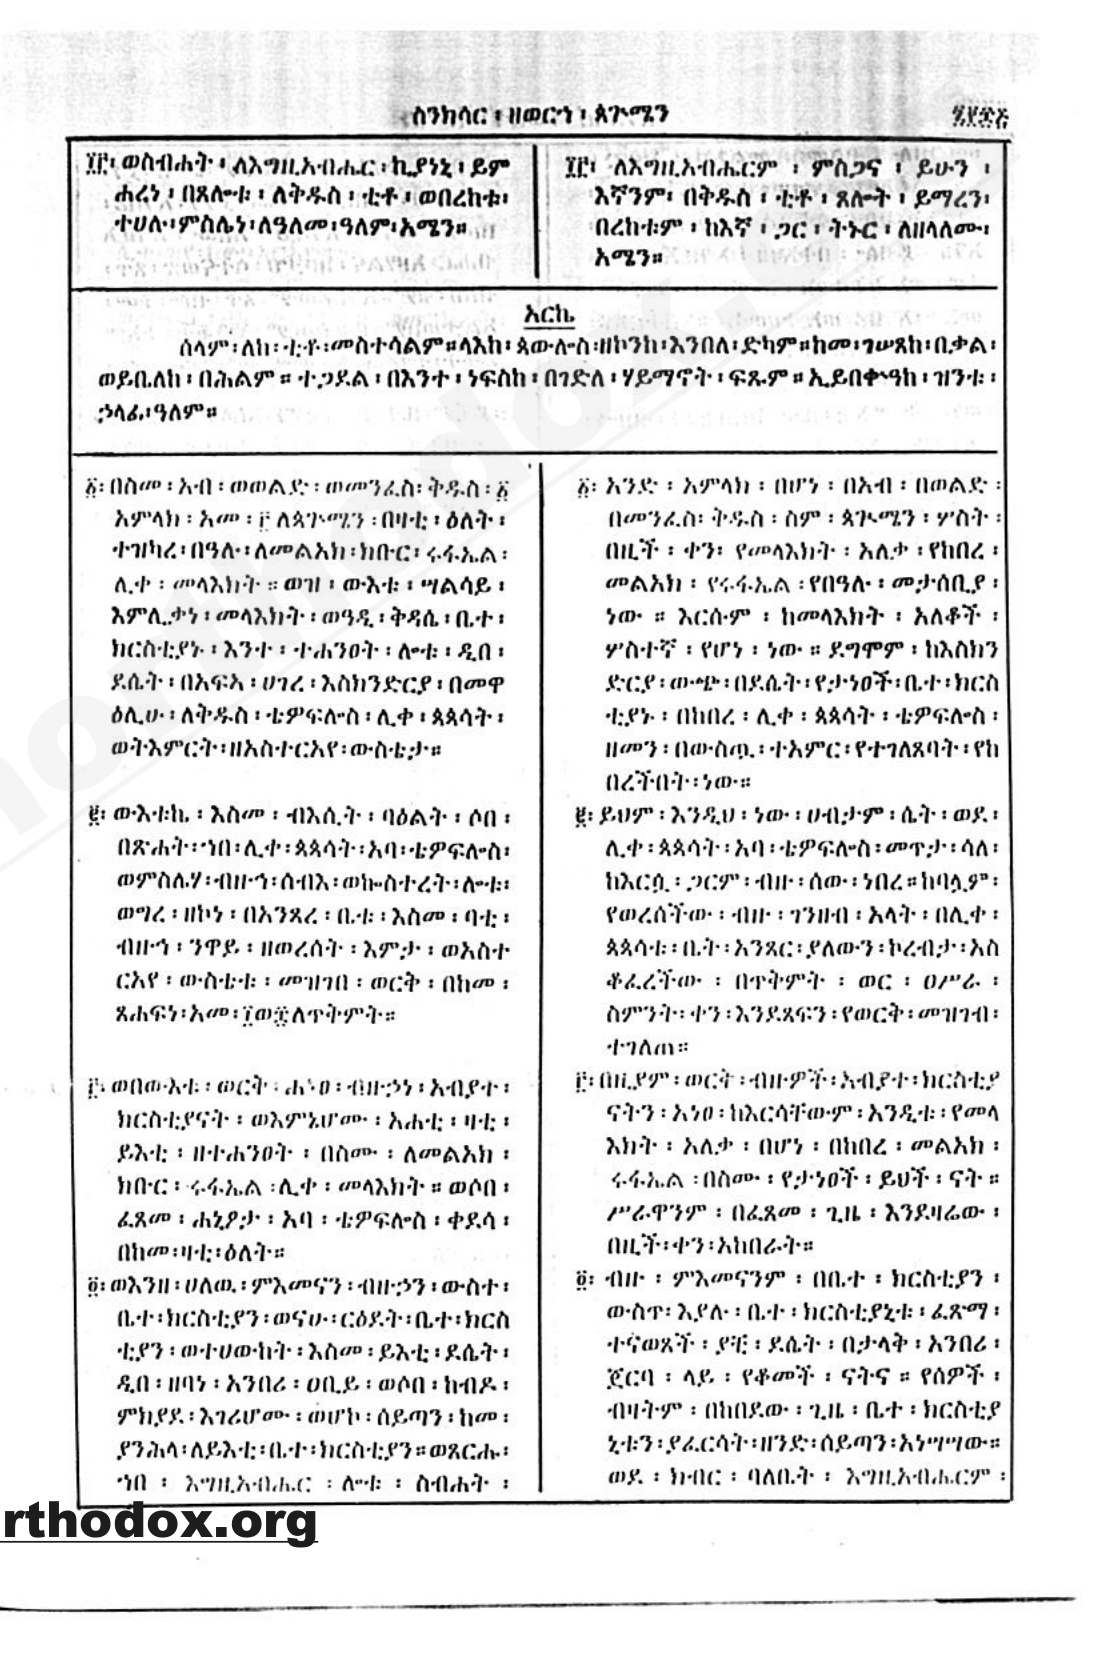 ስንክሳር ፡ ዘወርኀ ፡ ጳጉሜን
፲፫፡ ወስብሐት ፡ ለእግዚአብሔር ፡ ኪያነኒ ፡ ይም
ሐረነ ፡ በጸሎቱ ፡ ለቅዱስ ፡ ቲቶ ፡ ወበረከቱ፡
ተሀሉ ፡ ምስሌነ ፡ ለዓለመ ፡ ዓለም ፡ አሜን።
፲፫፡ ለእግዚአብሔርም ፡ ምስጋና ፡ ይሁን ፡
እኛንም፡ በቅዱስ ፡ ቲቶ ፡ ጸሎት ፡ ይማረን፡
በረከቱም ፡ ከእኛ ፡ ጋር ፡ ትኑር ፡ ለዘላለሙ፡
አሜን።
አርኬ
ሰላም ፡ ለከ ፡ ቲቶ ፡ መስተሳልም ። ላእከ ፡ ጳውሎስ ፡ ዘኮንከ ፡ እንበለ ፡ ድካም ። ከመ ፡ ገሠጸከ ፡ በቃል ፡
ወይቤለከ ፡ በሕልም ። ተጋደል ፡ በእንተ ፡ ነፍስከ ፡ በገድለ ፡ ሃይማኖት ፡ ፍጹም ። ኢይበቍዓከ ፡ ዝንቱ ፡
ኃላፊ ፡ ዓለም ።
፩፡ በስመ ፡ አብ ፡ ወወልድ ፡ ወመንፈስ ፡ ቅዱስ ፡ ፩
አምላክ ፡ አመ ፡ ፫ ለጳጉሜን ፡ በዛቲ ፡ ዕለት ፡
ተዝካረ ፡ በዓሉ ፡ ለመልአክ ፡ ክቡር ፡ ሩፋኤል ፡
ሊቀ ፡ መላእክት ። ወዝ ፡ ውእቱ ፡ ሣልሳይ ፡
እምሊቃነ ፡ መላእክት ፡ ወዓዲ ፡ ቅዳሴ ፡ ቤተ ፡
ክርስቲያኑ ፡ እንተ ፡ ተሐንፀት ፡ ሎቱ ፡ ዲበ ፡
ደሴት ፡ በአፍኣ ፡ ሀገረ ፡ እስክንድርያ ፡ በመዋ
ዕሊሁ ፡ ለቅዱስ ፡ ቴዎፍሎስ ፡ ሊቀ ፡ ጳጳሳት ፡
ወትእምርት ፡ ዘአስተርአየ ፡ ውስቴታ ።
፪፡ ውእቱኬ ፡ እስመ ፡ ብእሲት ፡ ባዕልት ፡ ሶበ ፡
በጽሐት ፡ ኀበ ፡ ሊቀ ፡ ጳጳሳት ፡ አባ ፡ ቴዎፍሎስ፡
ወምስሌሃ ፡ ብዙኅ ፡ ሰብእ ፡ ወኰስተረት ፡ ሎቱ፡
ወግረ ፡ ዘኮነ ፡ በአንጻረ ፡ ቤቱ ፡ እስመ ፡ ባቲ ፡
ብዙኅ ፡ ንዋይ ፡ ዘወረሰት ፡ እምታ ፡ ወአስተ
ርአየ ፡ ውስቴቱ ፡ መዝገበ ፡ ወርቅ ፡ በከመ ፡
ጸሐፍነ ፡ አመ ፡ ፲ወ፰ ለጥቅምት ።
፫፡ ወበውእቱ ፡ ወርት ፡ ሐነፀ ፡ ብዙኃነ ፡ አብያተ ፡
ክርስቲያናት ፡ ወእምኔሆሙ ፡ አሐቲ ፡ ዛቲ ፡
ይእቲ ፡ ዘተሐንፀት ፡ በስሙ ፡ ለመልአክ ፡
ክቡር ፡ ሩፋኤል ፡ ሊቀ ፡ መላእክት ። ወሶበ ፡
ፈጸመ ፡ ሐኒፆታ ፡ አባ ፡ ቴዎፍሎስ ፡ ቀደሳ ፡
በከመ ፡ ዛቲ ፡ ዕለት ።
፬፡ ወእንዘ ፡ ሀለዉ ፡ ምእመናን ፡ ብዙኃን ፡ ውስተ ፡
ቤተ ፡ ክርስቲያን ፡ ወናሁ ፡ ርዕደት ፡ ቤተ ፡ ክርስ
ቲያን ፡ ወተሀውከት ፡ እስመ ፡ ይእቲ ፡ ደሴት ፡
ዲበ ፡ ዘባነ ፡ አንበሪ ፡ ዐቢይ ፡ ወሶበ ፡ ከብዶ ፡
ምክያደ ፡ እገሪሆሙ ፡ ወሆኮ ፡ ሰይጣን ፡ ከመ ፡
ያንሕላ ፡ ለይእቲ ፡ ቤተ ፡ ክርስቲያን ። ወጸርሑ ፡
ኀበ ፡ እግዚአብሔር ፡ ሎቱ ፡ ስብሐት ፡
፩፡ አንድ ፡ አምላክ ፡ በሆነ ፡ በአብ ፡ በወልድ ፡
በመንፈስ ፡ ቅዱስ ፡ ስም ፡ ጳጉሜን ፡ ሦስት ፡
በዚች ፡ ቀን፡ የመላእክት ፡ አለቃ ፡ የከበረ ፡
መልአክ ፡ የሩፋኤል ፡ የበዓሉ ፡ መታሰቢያ ፡
ነው ። እርሱም ፡ ከመላእክት ፡ አለቆች ፡
ሦስተኛ ፡ የሆነ ፡ ነው ። ደግሞም ፡ ከእስክን
ድርያ ፡ ውጭ ፡ በደሴት ፡ የታነፀች ፡ ቤተ ፡ ክርስ
ቲያኑ ፡ በከበረ ፡ ሊቀ ፡ ጳጳሳት ፡ ቴዎፍሎስ ፡
ዘመን ፡ በውስጧ ፡ ተአምር ፡ የተገለጸባት ፡ የከ
በረችበት ፡ ነው ።
፪፡ ይህም ፡ እንዲህ ፡ ነው ፡ ሀብታም ፡ ሴት ፡ ወደ ፡
ሊቀ ፡ ጳጳሳት ፡ አባ ፡ ቴዎፍሎስ ፡ መጥታ ፡ ሳለ ፡
ከእርሷ ፡ ጋርም ፡ ብዙ ፡ ሰው ፡ ነበረ ። ከባሏም ፡
የወረሰችው ፡ ብዙ ፡ ገንዘብ ፡ አላት ፡ በሊቀ ፡
ጳጳሳቱ ፡ ቤት ፡ አንጻር ፡ ያለውን ፡ ኮረብታ ፡ አስ
ቆፈረችው ፡ በጥቅምት ፡ ወር ፡ ዐሥራ ፡
ስምንት ፡ ቀን ፡ እንደጻፍን ፡ የወርቅ ፡ መዝገብ ፡
ተገለጠ ።
፫፡ በዚያም ፡ ወርት ፡ ብዙዎች ፡ አብያተ ፡ ክርስቲያ
ናትን ፡ አነፀ ፡ ከእርሳቸውም ፡ አንዲቱ ፡ የመላ
እክት ፡ አለቃ ፡ በሆነ ፡ በከበረ ፡ መልአክ ፡
ሩፋኤል ፡ በስሙ ፡ የታነፀች ፡ ይህች ፡ ናት ።
ሥራዋንም ፡ በፈጸመ ፡ ጊዜ ፡ እንደዛሬው ፡
በዚች ፡ ቀን ፡ አከበራት ።
፬፡ ብዙ ፡ ምእመናንም ፡ በቤተ ፡ ክርስቲያን ፡
ውስጥ ፡ እያሉ ፡ ቤተ ፡ ክርስቲያኒቱ ፡ ፈጽማ ፡
ተናወጸች ፡ ያቺ ፡ ደሴት ፡ በታላቅ ፡ አንበሪ ፡
ጀርባ ፡ ላይ ፡ የቆመች ፡ ናትና ። የሰዎች ፡
ብዛትም ፡ በከበደው ፡ ጊዜ ፡ ቤተ ፡ ክርስቲያ
ኒቱን ፡ ያፈርሳት ፡ ዘንድ ፡ ሰይጣን ፡ አነሣሣው።
ወደ ፡ ክብር ፡ ባለቤት ፡ እግዚአብሔርም ፡
rthodox.org